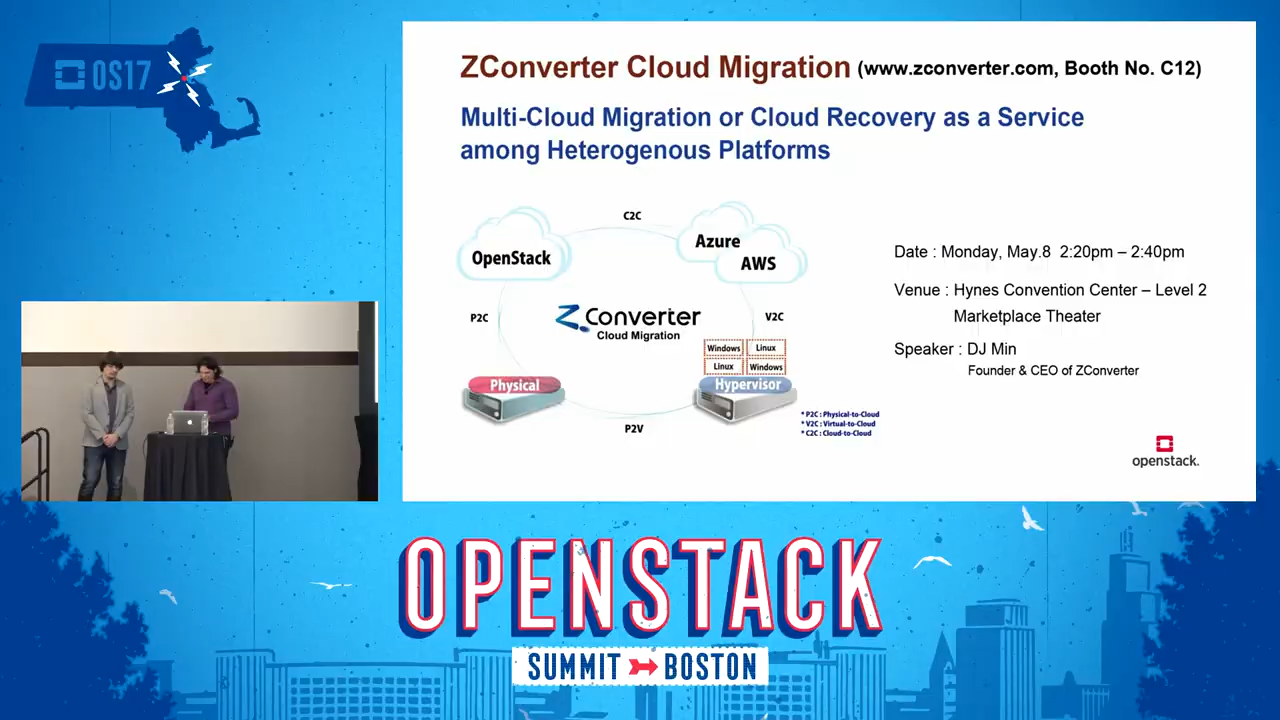 OS17
ZConverter Cloud Migration (www.zconverter.com, Booth No. C12)
Multi-Cloud Migration or Cloud Recovery as a Service
among Heterogenous Platforms
C2C
OpenStack
Azure
AWS
P2C
ZConverter
Cloud Migration
V2C
Windows
Linux
Linux
Windows
Physical
Hypervisor
P2V
* P2C : Physical-to-Cloud
* V2C : Virtual-to-Cloud
* C2C : Cloud-to-Cloud
Date : Monday, May.8 2:20pm – 2:40pm
Venue : Hynes Convention Center – Level 2
Marketplace Theater
Speaker : DJ Min
Founder & CEO of ZConverter
openstack.
OPENSTACK
SUMMIT BOSTON